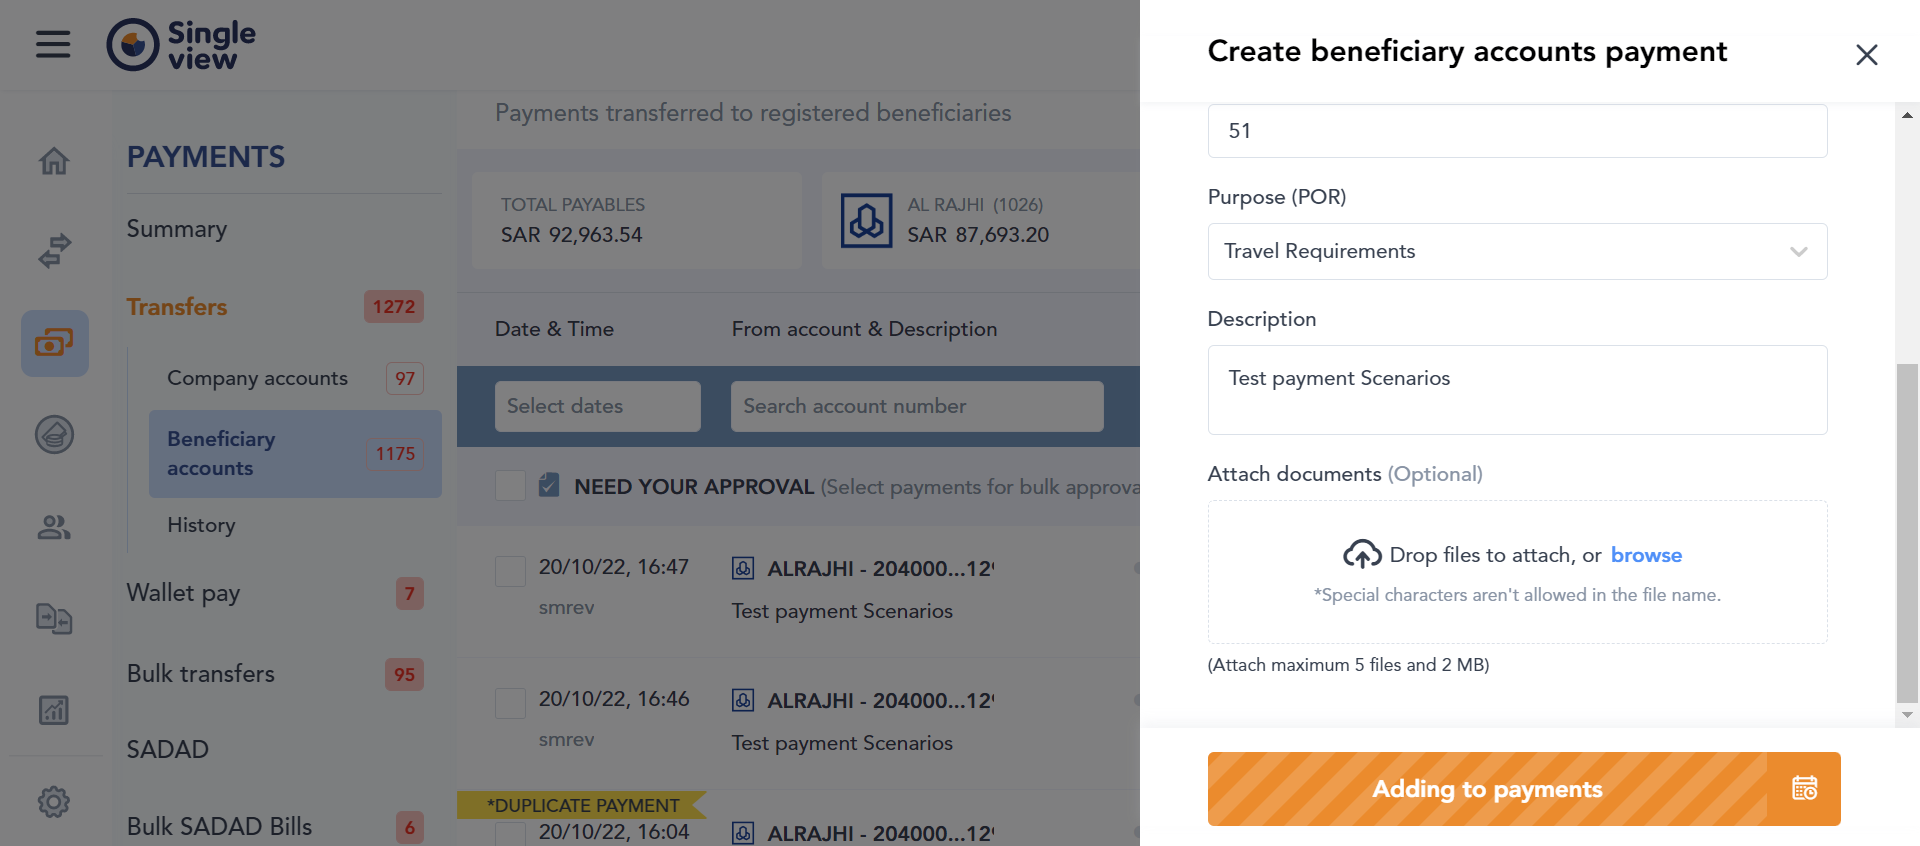 Single
view
PAYMENTS
Summary
Transfers 1272
Company accounts 97
Beneficiary
accounts 1175
History
Wallet pay 7
Bulk transfers 95
SADAD
Bulk SADAD Bills 6
Payments transferred to registered beneficiaries
TOTAL PAYABLES
SAR 92,963.54
AL RAJHI (1026)
SAR 87,693.20
Date & Time From account & Description
Select dates Search account number
NEED YOUR APPROVAL (Select payments for bulk approva
20/10/22, 16:47 ALRAJHI - 204000...129
smrev Test payment Scenarios
20/10/22, 16:46 ALRAJHI - 204000...129
smrev Test payment Scenarios
*DUPLICATE PAYMENT
20/10/22, 16:04 ALRAJHI - 204000...129
Create beneficiary accounts payment
51
Purpose (POR)
Travel Requirements
Description
Test payment Scenarios
Attach documents (Optional)
Drop files to attach, or browse
*Special characters aren't allowed in the file name.
(Attach maximum 5 files and 2 MB)
Adding to payments